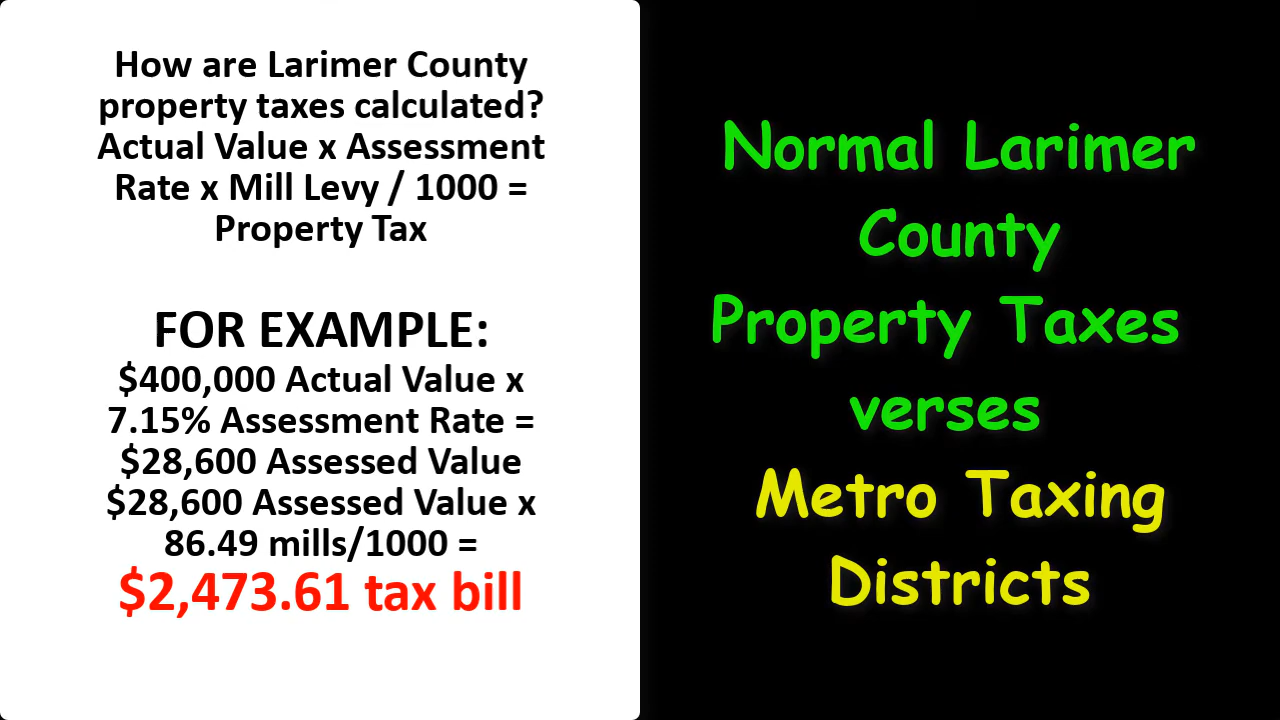 How are Larimer County
property taxes calculated?
Actual Value x Assessment
Rate x Mill Levy / 1000 =
Property Tax
FOR EXAMPLE:
$400,000 Actual Value x
7.15% Assessment Rate =
$28,600 Assessed Value
$28,600 Assessed Value x
86.49 mills/1000 =
$2,473.61 tax bill
Normal Larimer
County
Property Taxes
verses
Metro Taxing
Districts